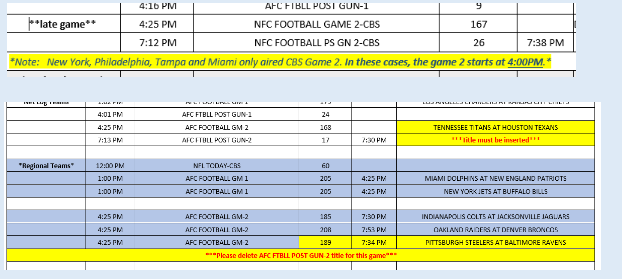 4:16 PM AFC FTBLL POST GUN-1 9
**late game** 4:25 PM NFC FOOTBALL GAME 2-CBS 167
7:12 PM NFC FOOTBALL PS GN 2-CBS 26 7:38 PM
*Note: New York, Philadelphia, Tampa and Miami only aired CBS Game 2. In these cases, the game 2 starts at 4:00PM.*
4:01 PM AFC FTBLL POST GUN-1 24
4:25 PM AFC FOOTBALL GM 2 168 TENNESSEE TITANS AT HOUSTON TEXANS
7:13 PM AFC FTBLL POST GUN-2 17 7:30 PM ***title must be inserted***
*Regional Teams* 12:00 PM NFL TODAY-CBS 60
1:00 PM AFC FOOTBALL GM 1 205 4:25 PM MIAMI DOLPHINS AT NEW ENGLAND PATRIOTS
1:00 PM AFC FOOTBALL GM 1 205 4:25 PM NEW YORK JETS AT BUFFALO BILLS
4:25 PM AFC FOOTBALL GM-2 185 7:30 PM INDIANAPOLIS COLTS AT JACKSONVILLE JAGUARS
4:25 PM AFC FOOTBALL GM-2 208 7:53 PM OAKLAND RAIDERS AT DENVER BRONCOS
4:25 PM AFC FOOTBALL GM-2 189 7:34 PM PITTSBURGH STEELERS AT BALTIMORE RAVENS
***Please delete AFC FTBLL POST GUN-2 title for this game***